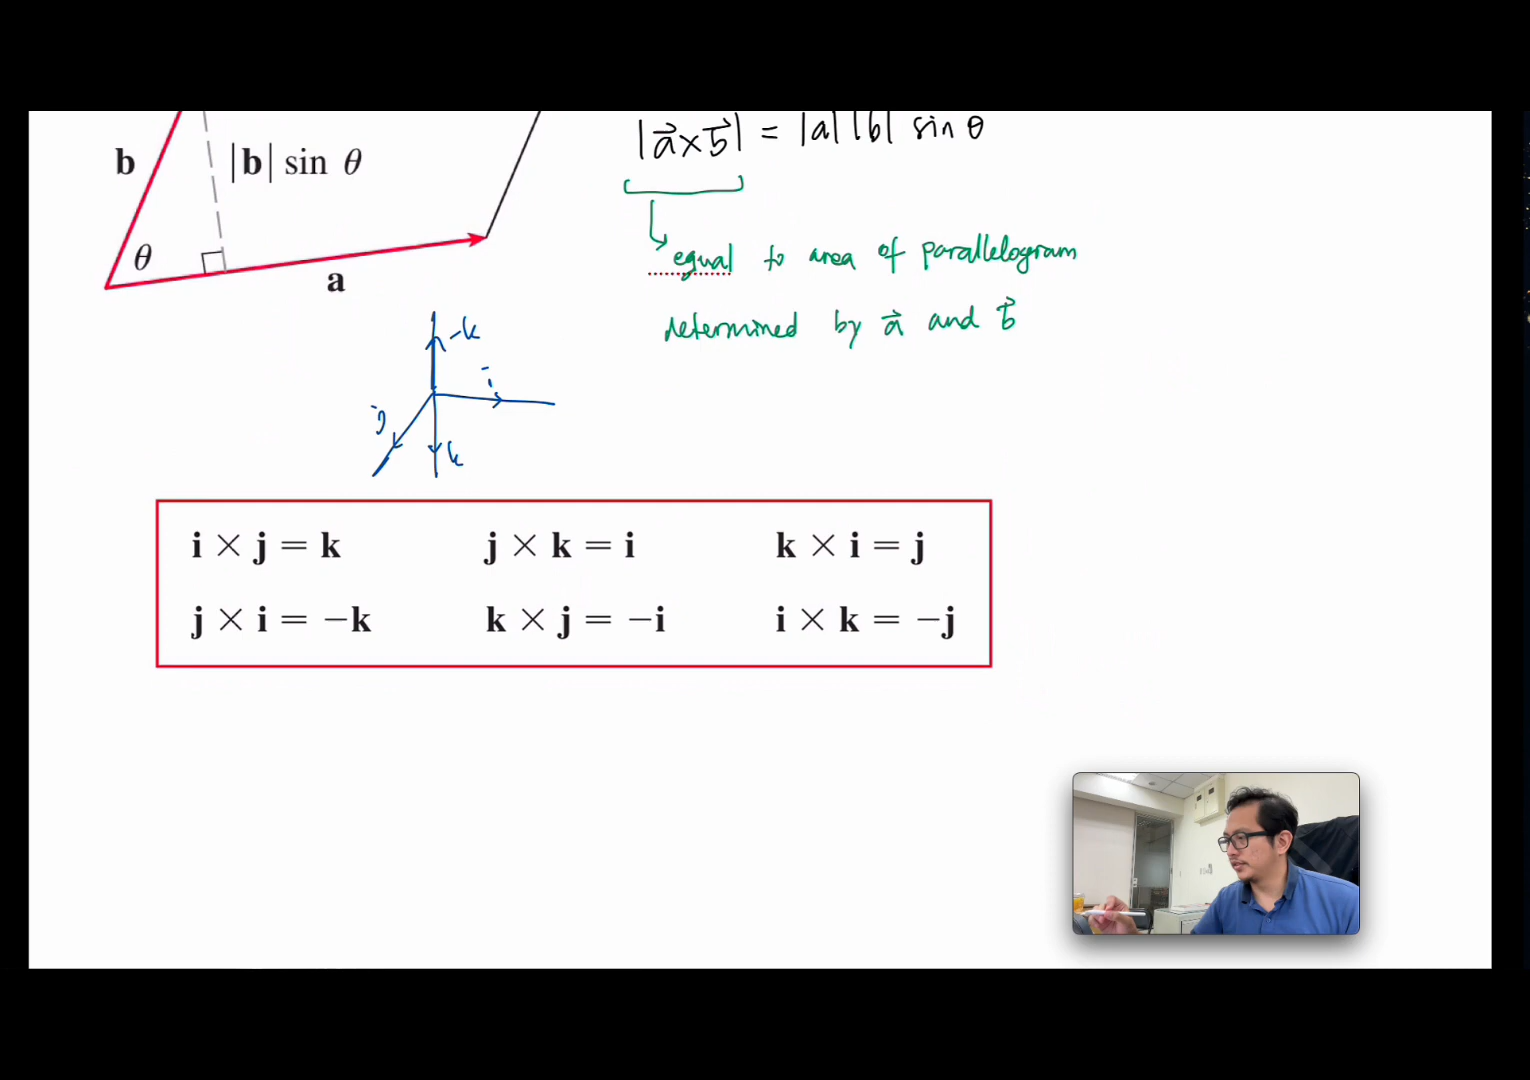 |a⃗×b⃗| = |a| |b| sin θ
b
|b| sin θ
θ
a
equal to area of parallelogram
determined by a⃗ and b⃗
-k
i
j
k
i × j = k j × k = i k × i = j
j × i = −k k × j = −i i × k = −j